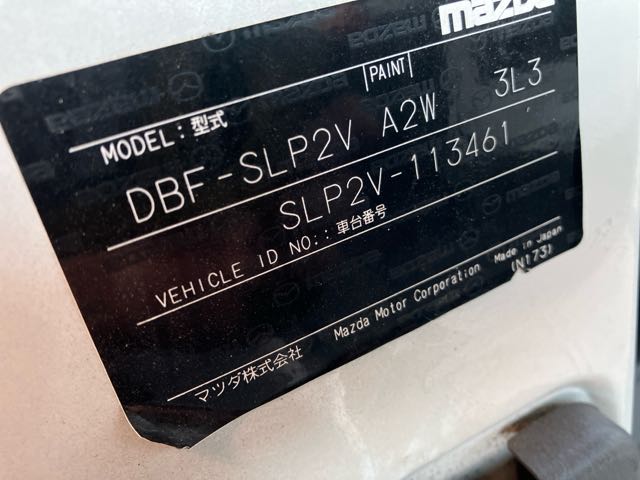 mazda
MODEL:型式 |PAINT|
DBF-SLP2V A2W 3L3
SLP2V-113461
VEHICLE ID NO::車台番号
マツダ株式会社 Mazda Motor Corporation Made in Japan
(N173)